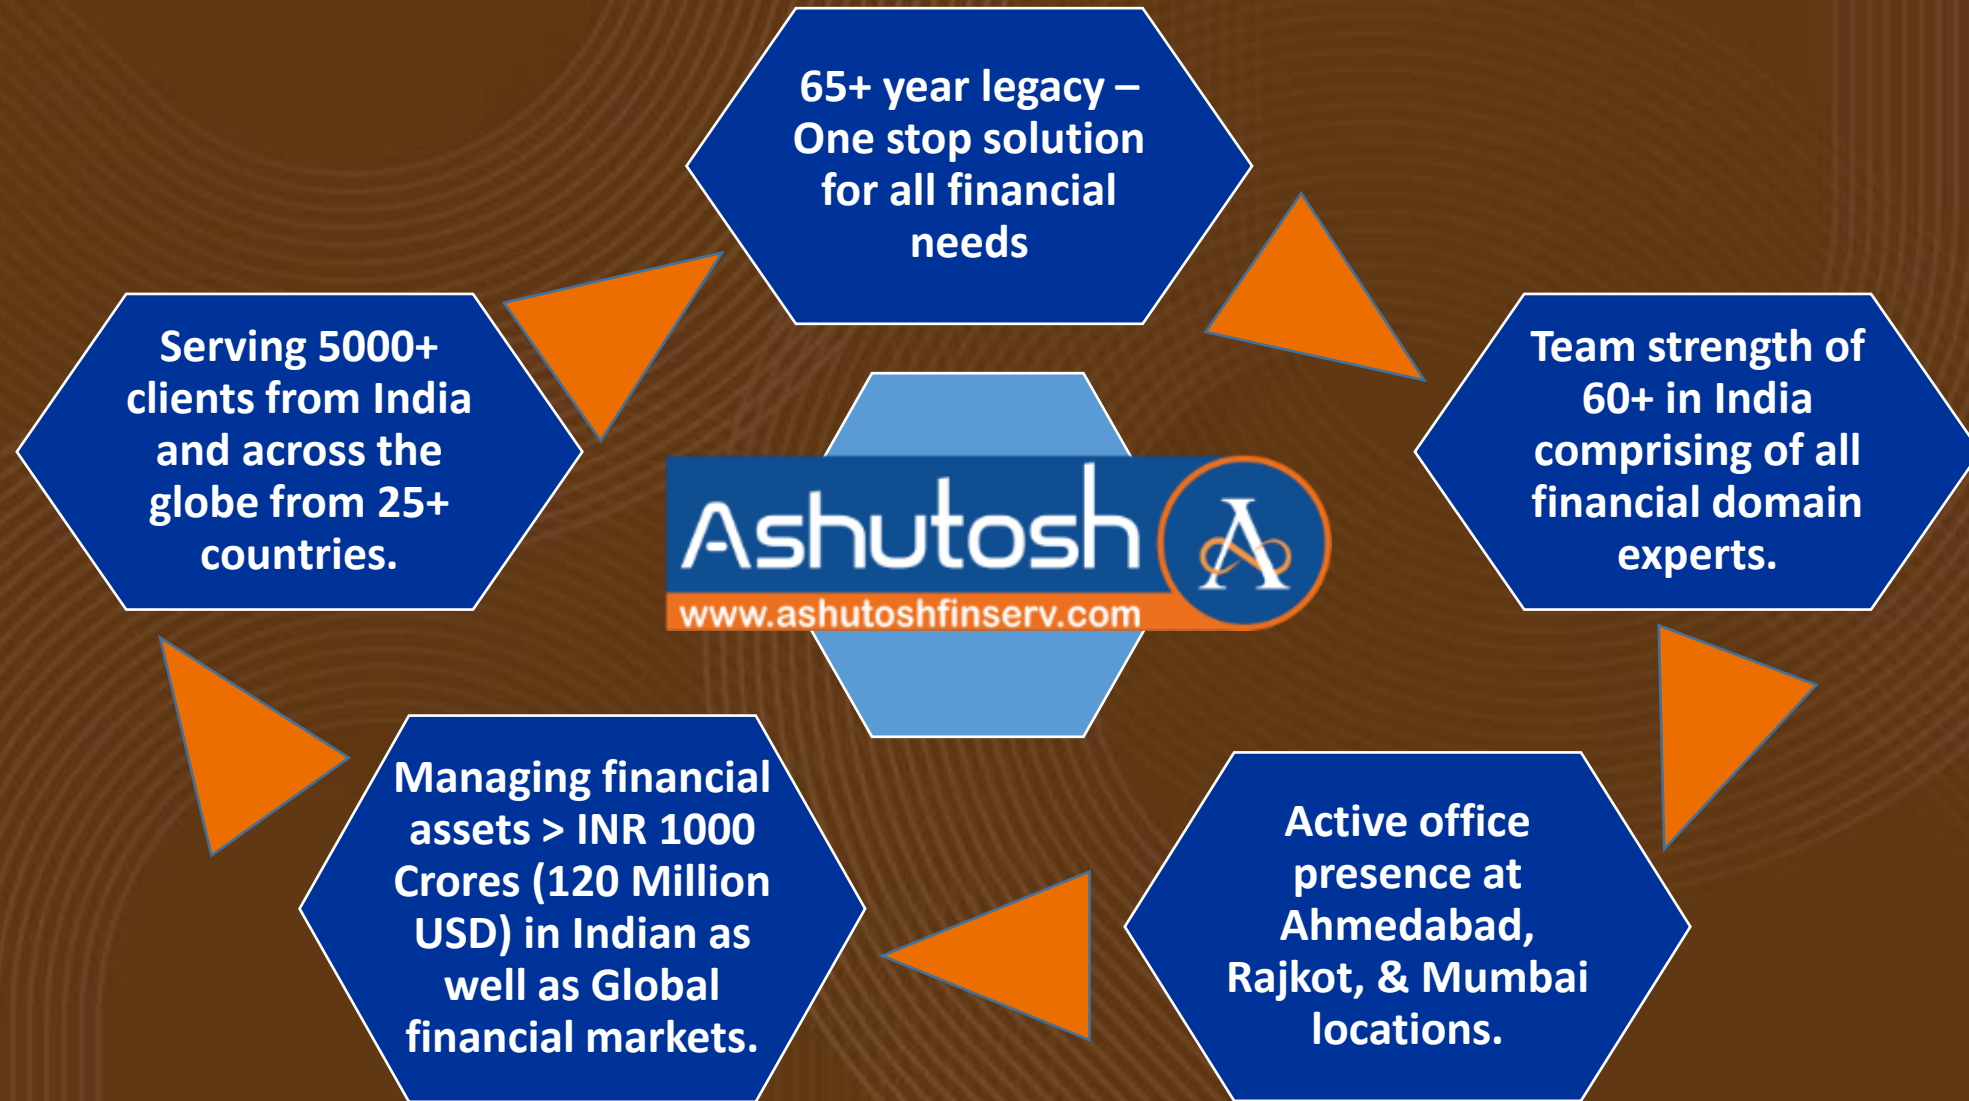 65+ year legacy –
One stop solution
for all financial
needs
Team strength of
60+ in India
comprising of all
financial domain
experts.
Active office
presence at
Ahmedabad,
Rajkot, & Mumbai
locations.
Managing financial
assets > INR 1000
Crores (120 Million
USD) in Indian as
well as Global
financial markets.
Serving 5000+
clients from India
and across the
globe from 25+
countries.
Ashutosh
A
www.ashutoshfinserv.com